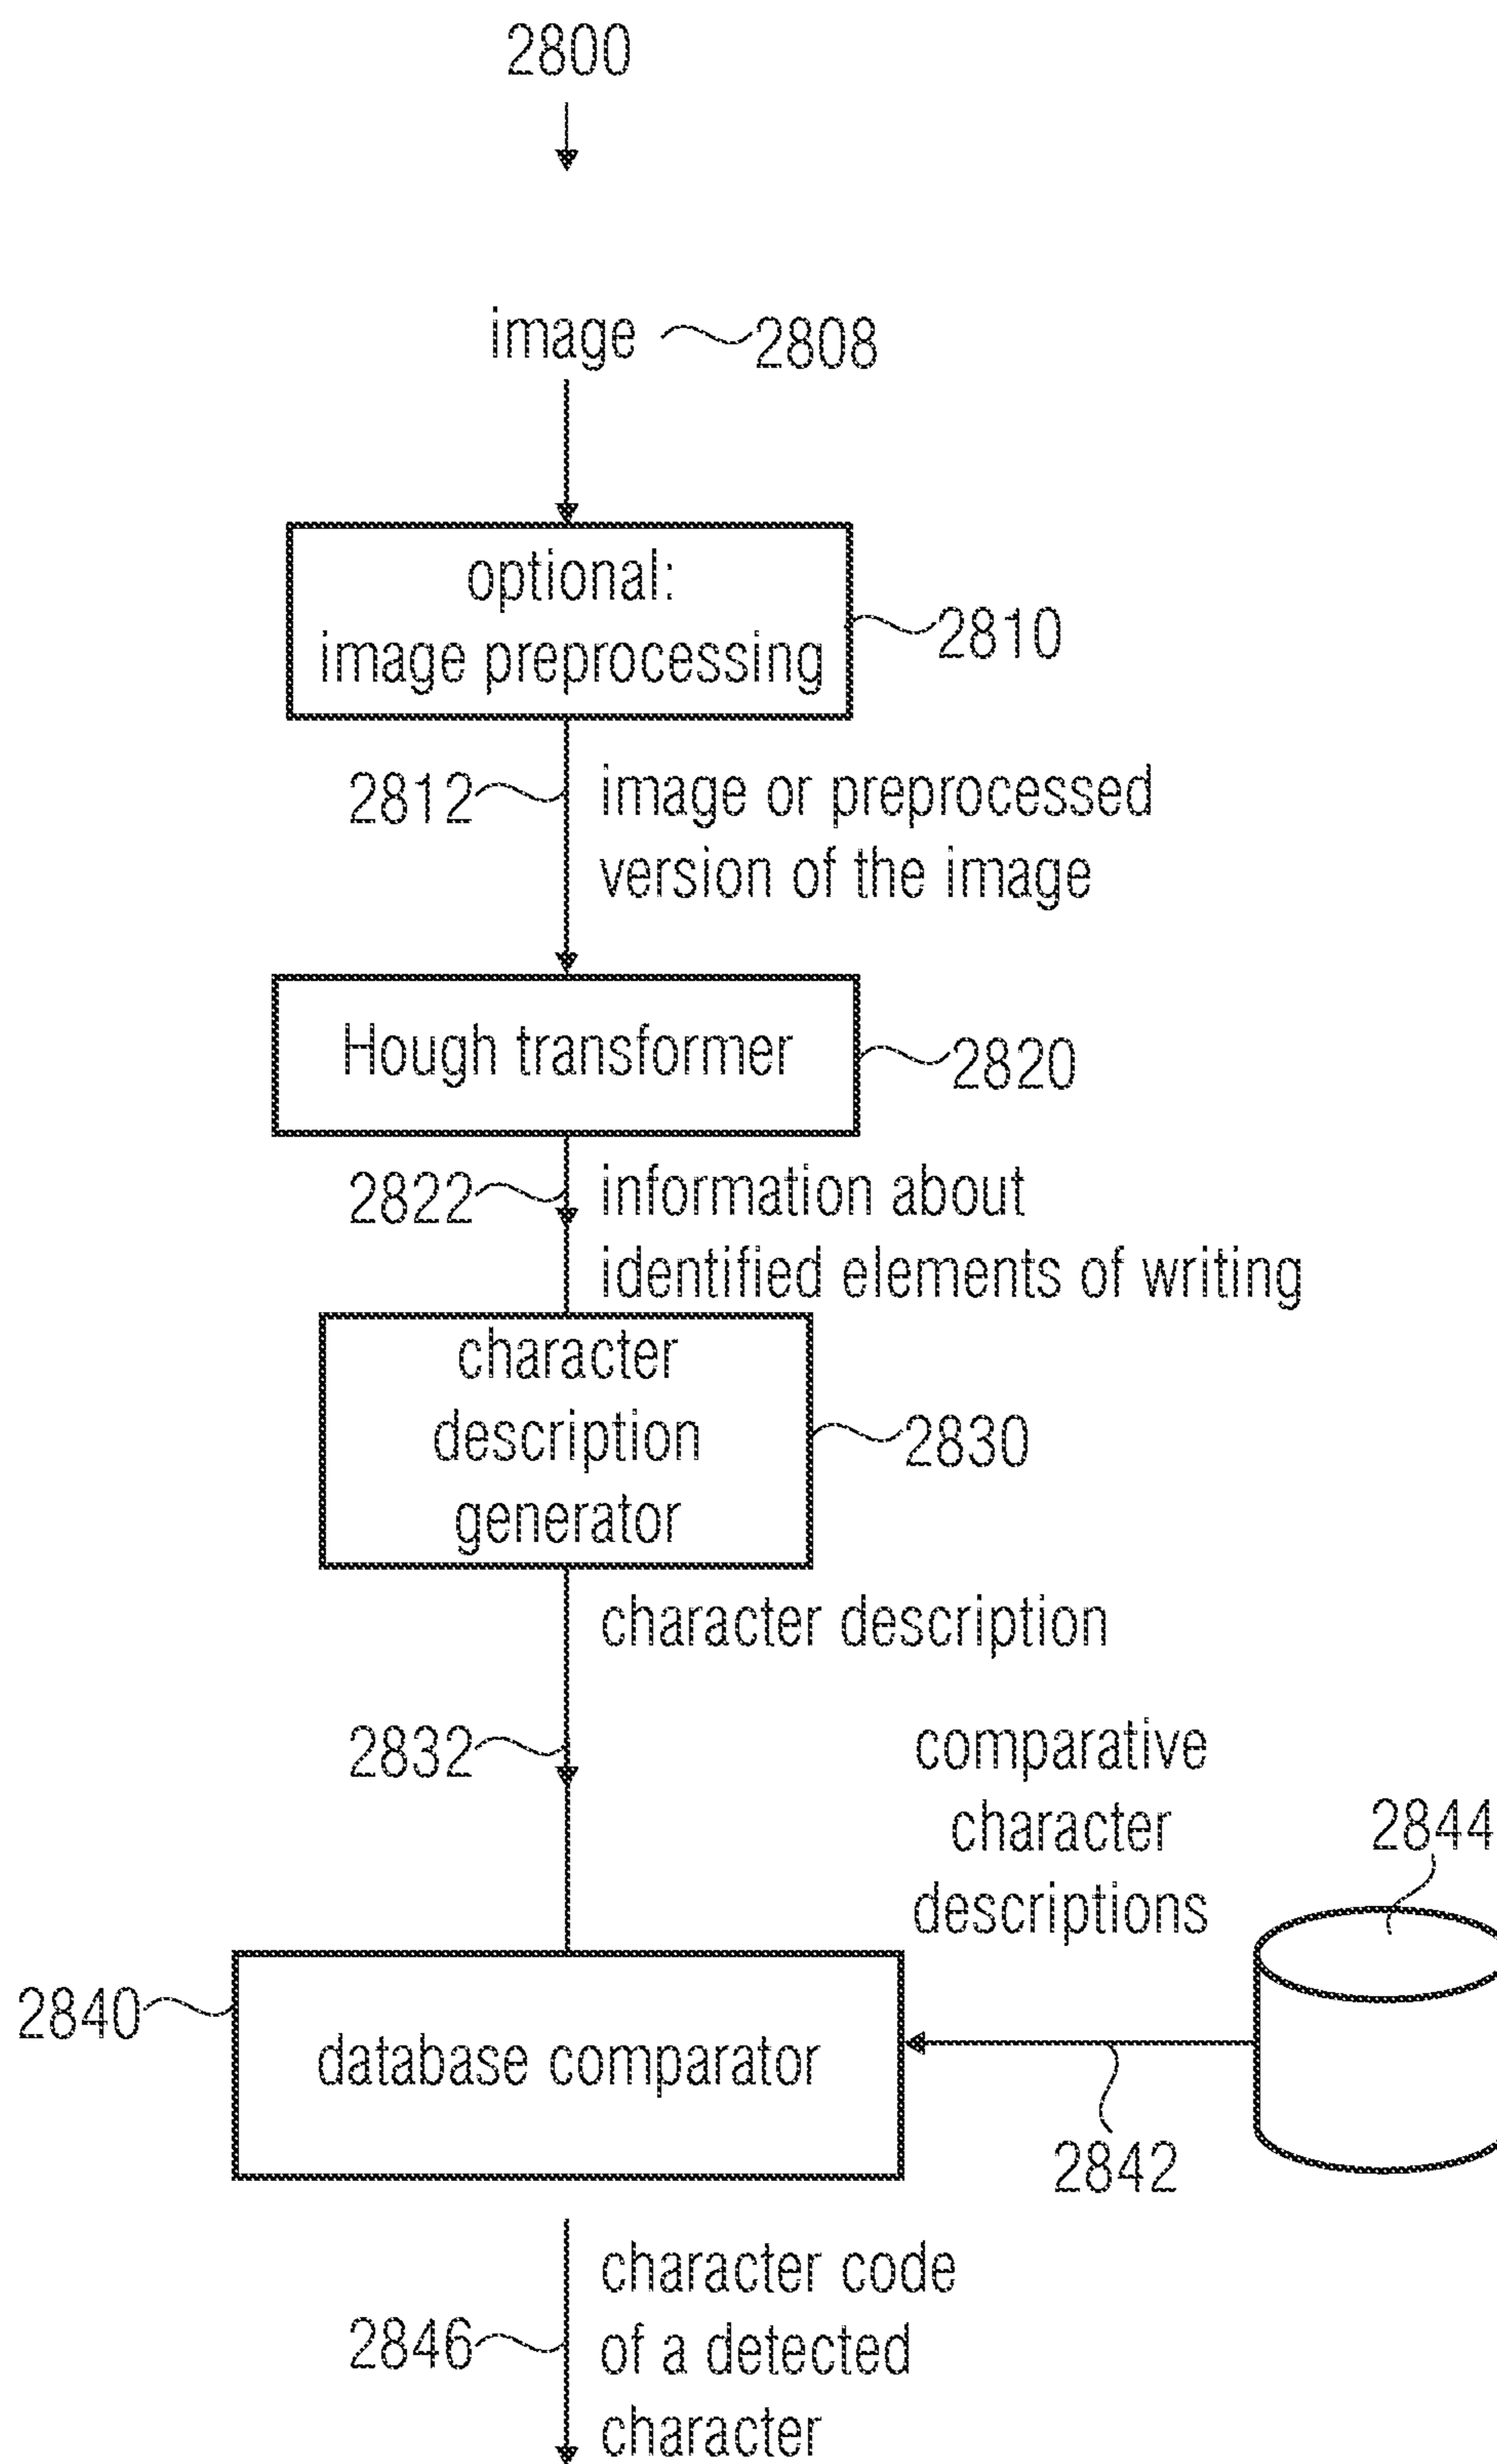 2800
image 2808
optional:
image preprocessing
2810
2812
image or preprocessed
version of the image
Hough transformer
2820
2822
information about
identified elements of writing
character
description
generator
2830
character description
2832
comparative
character
descriptions
2844
2840
database comparator
2842
character code
of a detected
character
2846